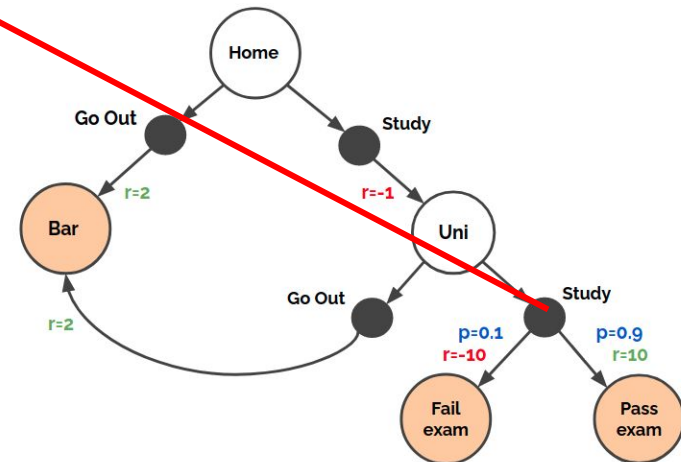 Home
Go Out
Study
r=2
r=-1
Bar
Uni
Go Out
Study
r=2
p=0.1
p=0.9
r=-10
r=10
Fail
exam
Pass
exam